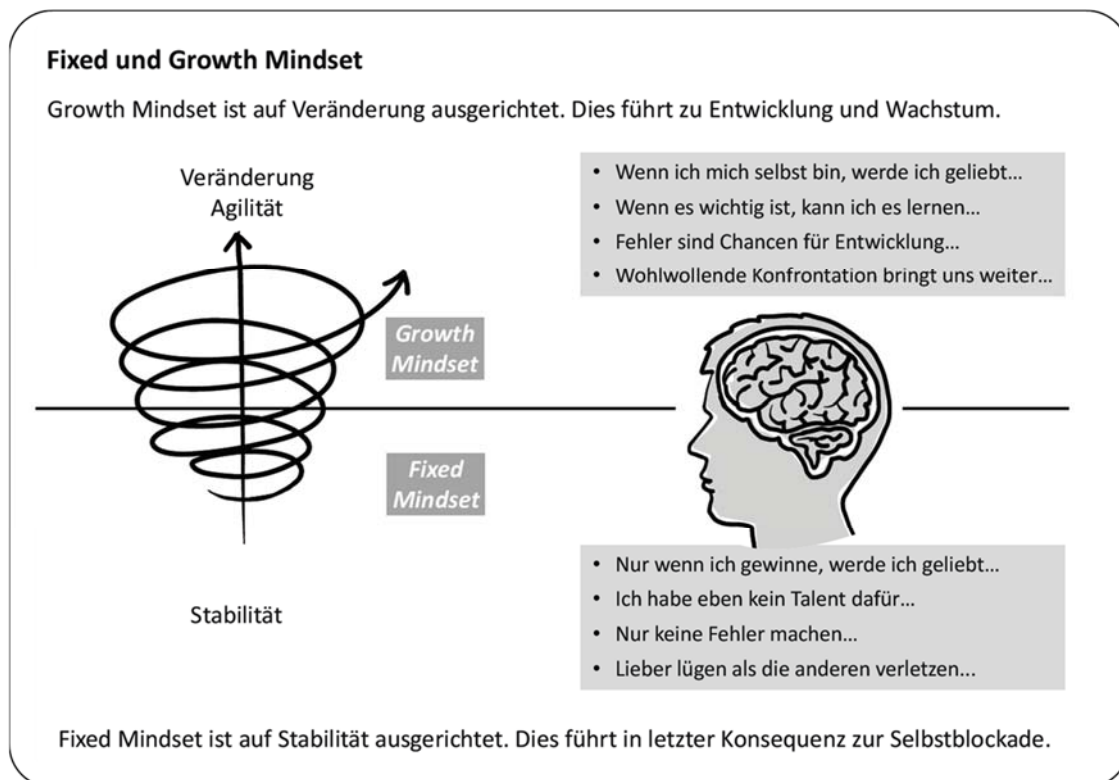 Fixed und Growth Mindset
Growth Mindset ist auf Veränderung ausgerichtet. Dies führt zu Entwicklung und Wachstum.
Veränderung
Agilität
• Wenn ich mich selbst bin, werde ich geliebt...
• Wenn es wichtig ist, kann ich es lernen...
• Fehler sind Chancen für Entwicklung...
• Wohlwollende Konfrontation bringt uns weiter...
Growth
Mindset
Fixed
Mindset
Stabilität
• Nur wenn ich gewinne, werde ich geliebt...
• Ich habe eben kein Talent dafür...
• Nur keine Fehler machen...
• Lieber lügen als die anderen verletzen...
Fixed Mindset ist auf Stabilität ausgerichtet. Dies führt in letzter Konsequenz zur Selbstblockade.